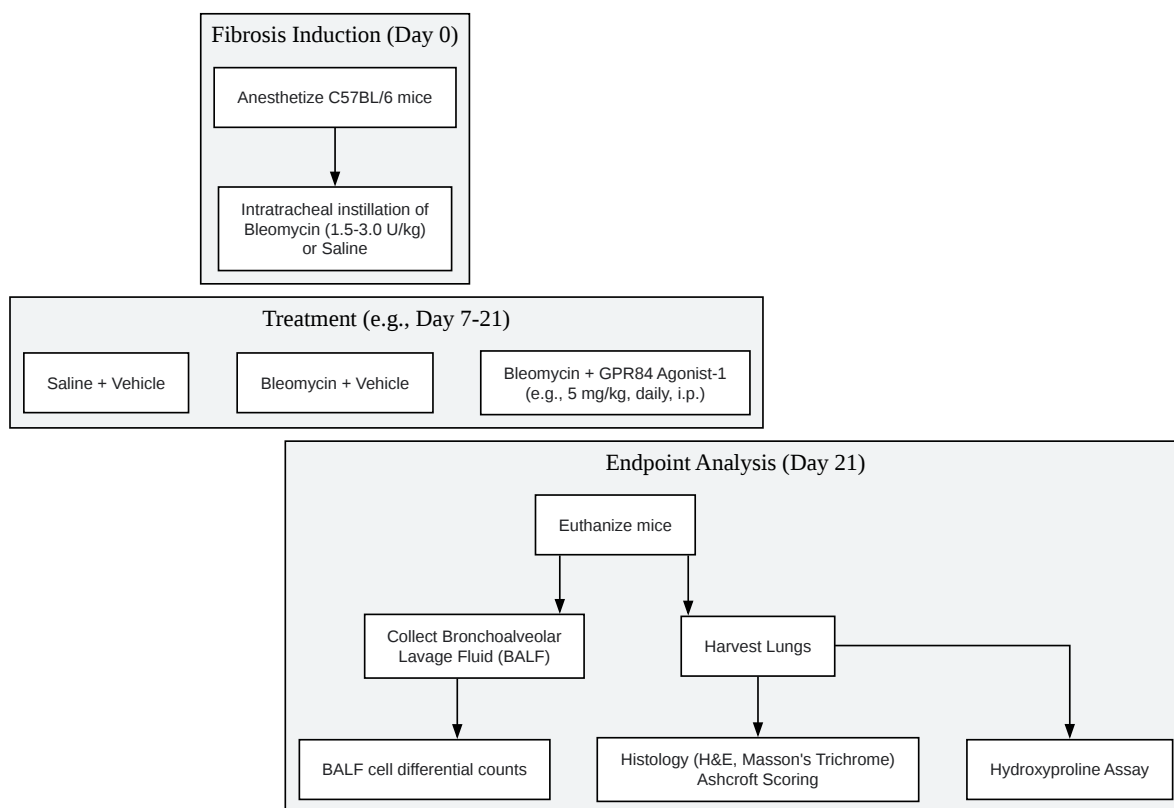 Fibrosis Induction (Day 0)
Anesthetize C57BL/6 mice
Intratracheal instillation of
Bleomycin (1.5-3.0 U/kg)
or Saline
Treatment (e.g., Day 7-21)
Saline + Vehicle
Bleomycin + Vehicle
Bleomycin + GPR84 Agonist-1
(e.g., 5 mg/kg, daily, i.p.)
Endpoint Analysis (Day 21)
Euthanize mice
Collect Bronchoalveolar
Lavage Fluid (BALF)
Harvest Lungs
BALF cell differential counts
Histology (H&E, Masson's Trichrome)
Ashcroft Scoring
Hydroxyproline Assay